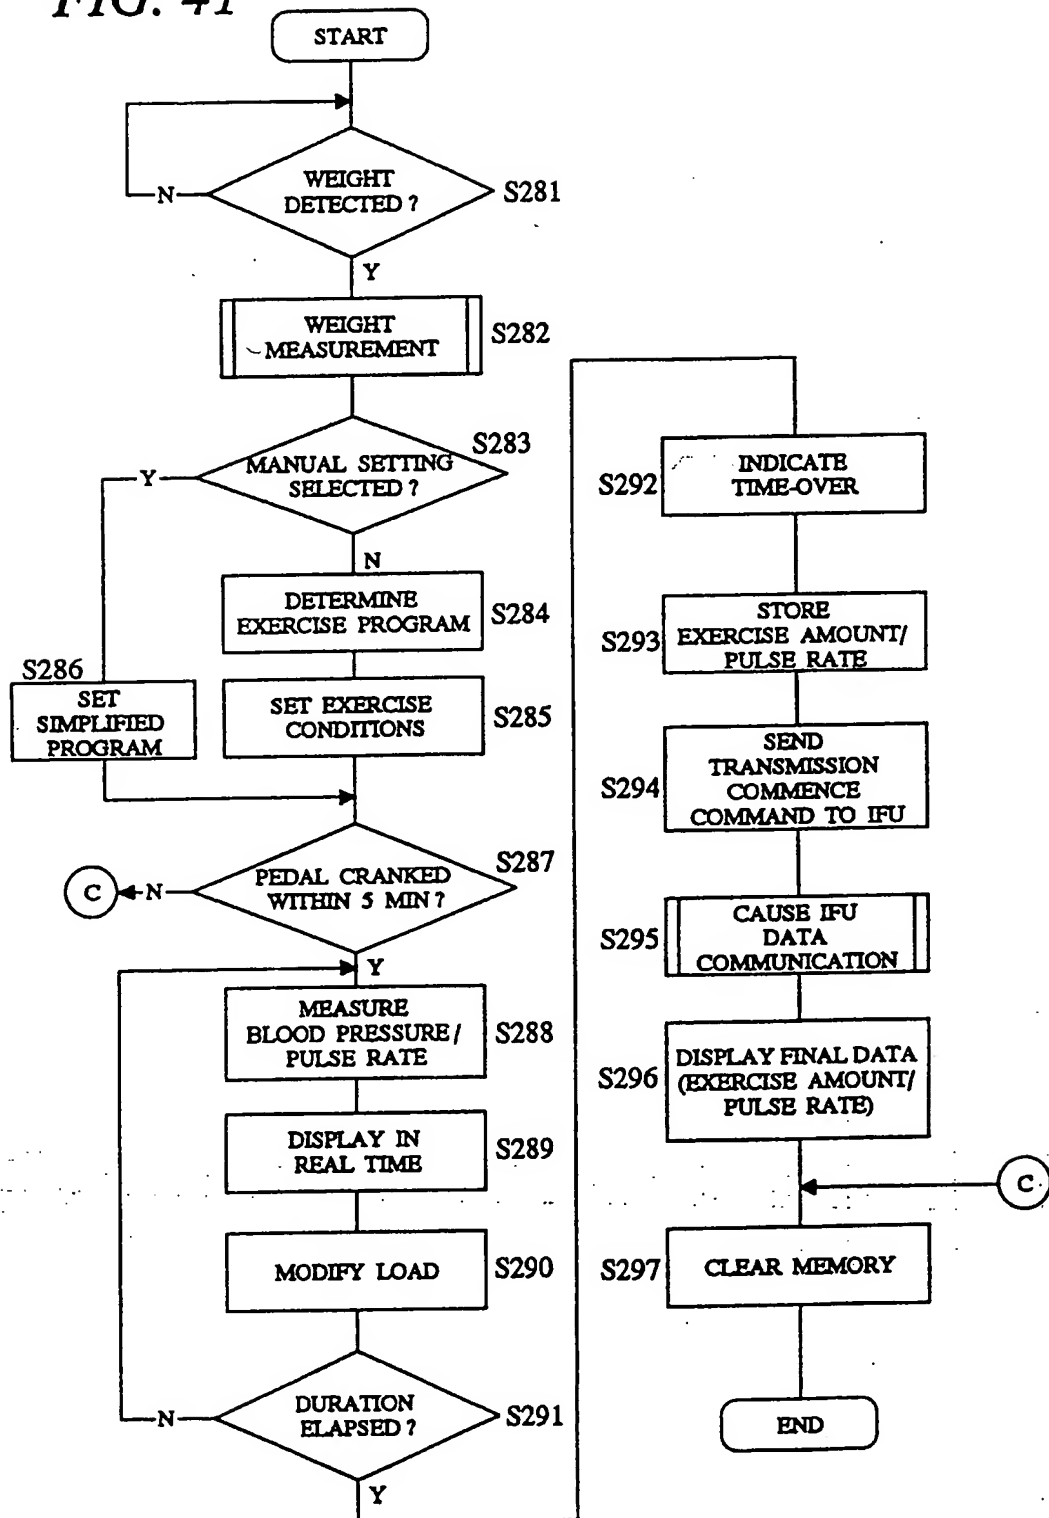 FIG. 41
START
WEIGHT
DETECTED ?
N
S281
Y
WEIGHT
MEASUREMENT
S282
S283
MANUAL SETTING
SELECTED ?
Y
N
DETERMINE
EXERCISE PROGRAM
S284
S286
SET
SIMPLIFIED
PROGRAM
SET EXERCISE
CONDITIONS
S285
S287
PEDAL CRANKED
WITHIN 5 MIN ?
N
C
Y
MEASURE
BLOOD PRESSURE /
PULSE RATE
S288
DISPLAY IN
REAL TIME
S289
MODIFY LOAD
S290
DURATION
ELAPSED ?
N
S291
Y
S292
INDICATE
TIME-OVER
S293
STORE
EXERCISE AMOUNT/
PULSE RATE
S294
SEND
TRANSMISSION
COMMENCE
COMMAND TO IFU
S295
CAUSE IFU
DATA
COMMUNICATION
S296
DISPLAY FINAL DATA
(EXERCISE AMOUNT/
PULSE RATE)
C
S297
CLEAR MEMORY
END